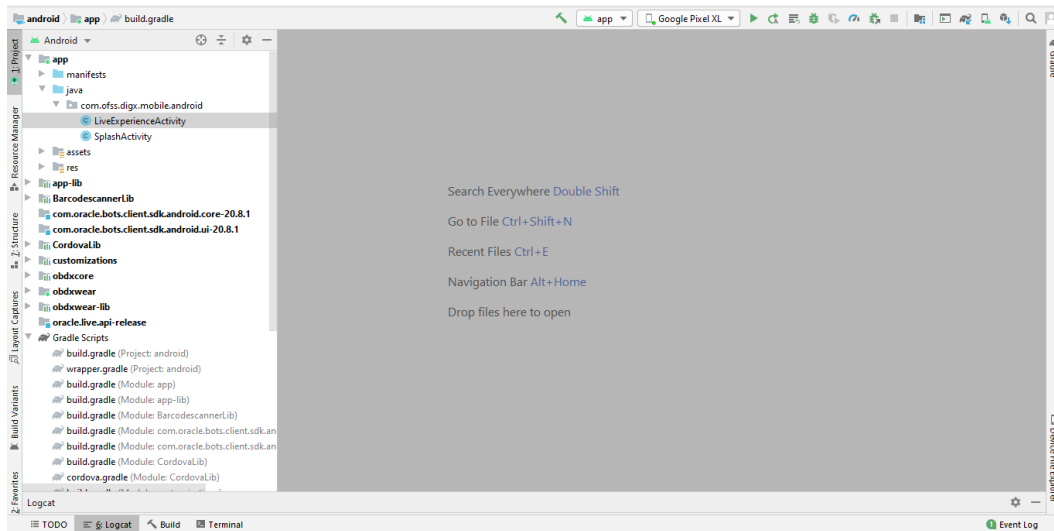 android app build.gradle
app Google Pixel XL
Android
app
manifests
java
com.ofss.digx.mobile.android
LiveExperienceActivity
SplashActivity
assets
res
app-lib
BarcodescannerLib
com.oracle.bots.client.sdk.android.core-20.8.1
com.oracle.bots.client.sdk.android.ui-20.8.1
CordovaLib
customizations
obdxcore
obdxwear
obdxwear-lib
oracle.live.api-release
Gradle Scripts
build.gradle (Project: android)
wrapper.gradle (Project: android)
build.gradle (Module: app)
build.gradle (Module: app-lib)
build.gradle (Module: BarcodescannerLib)
build.gradle (Module: com.oracle.bots.client.sdk.an
build.gradle (Module: com.oracle.bots.client.sdk.an
build.gradle (Module: CordovaLib)
cordova.gradle (Module: CordovaLib)
1: Project
Resource Manager
Z: Structure
Layout Captures
Build Variants
2: Favorites
Search Everywhere Double Shift
Go to File Ctrl+Shift+N
Recent Files Ctrl+E
Navigation Bar Alt+Home
Drop files here to open
Gradle
Device File Explorer
Logcat
TODO 6: Logcat Build Terminal
1 Event Log